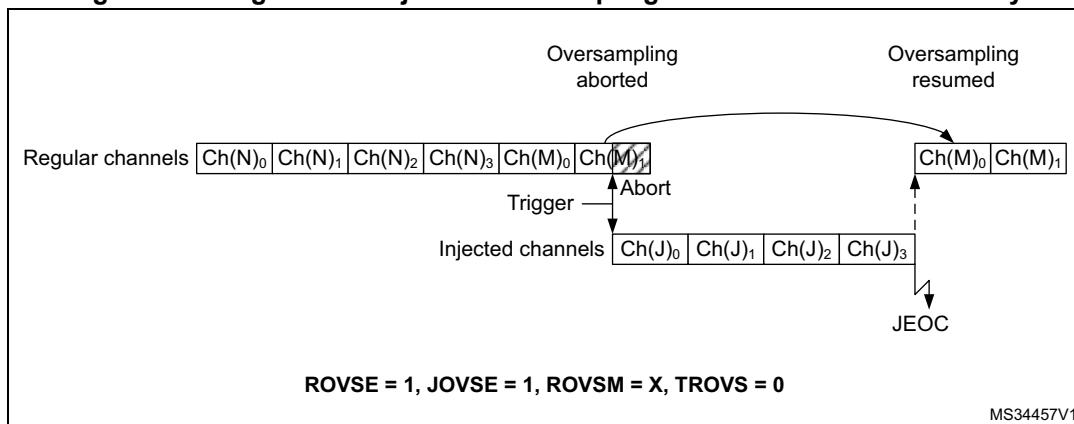 Oversampling
aborted
Oversampling
resumed
Regular channels Ch(N)₀ Ch(N)₁ Ch(N)₂ Ch(N)₃ Ch(M)₀ Ch(M)₁ Ch(M)₀ Ch(M)₁
Abort
Trigger
Injected channels Ch(J)₀ Ch(J)₁ Ch(J)₂ Ch(J)₃
JEOC
ROVSE = 1, JOVSE = 1, ROVSM = X, TROVS = 0
MS34457V1